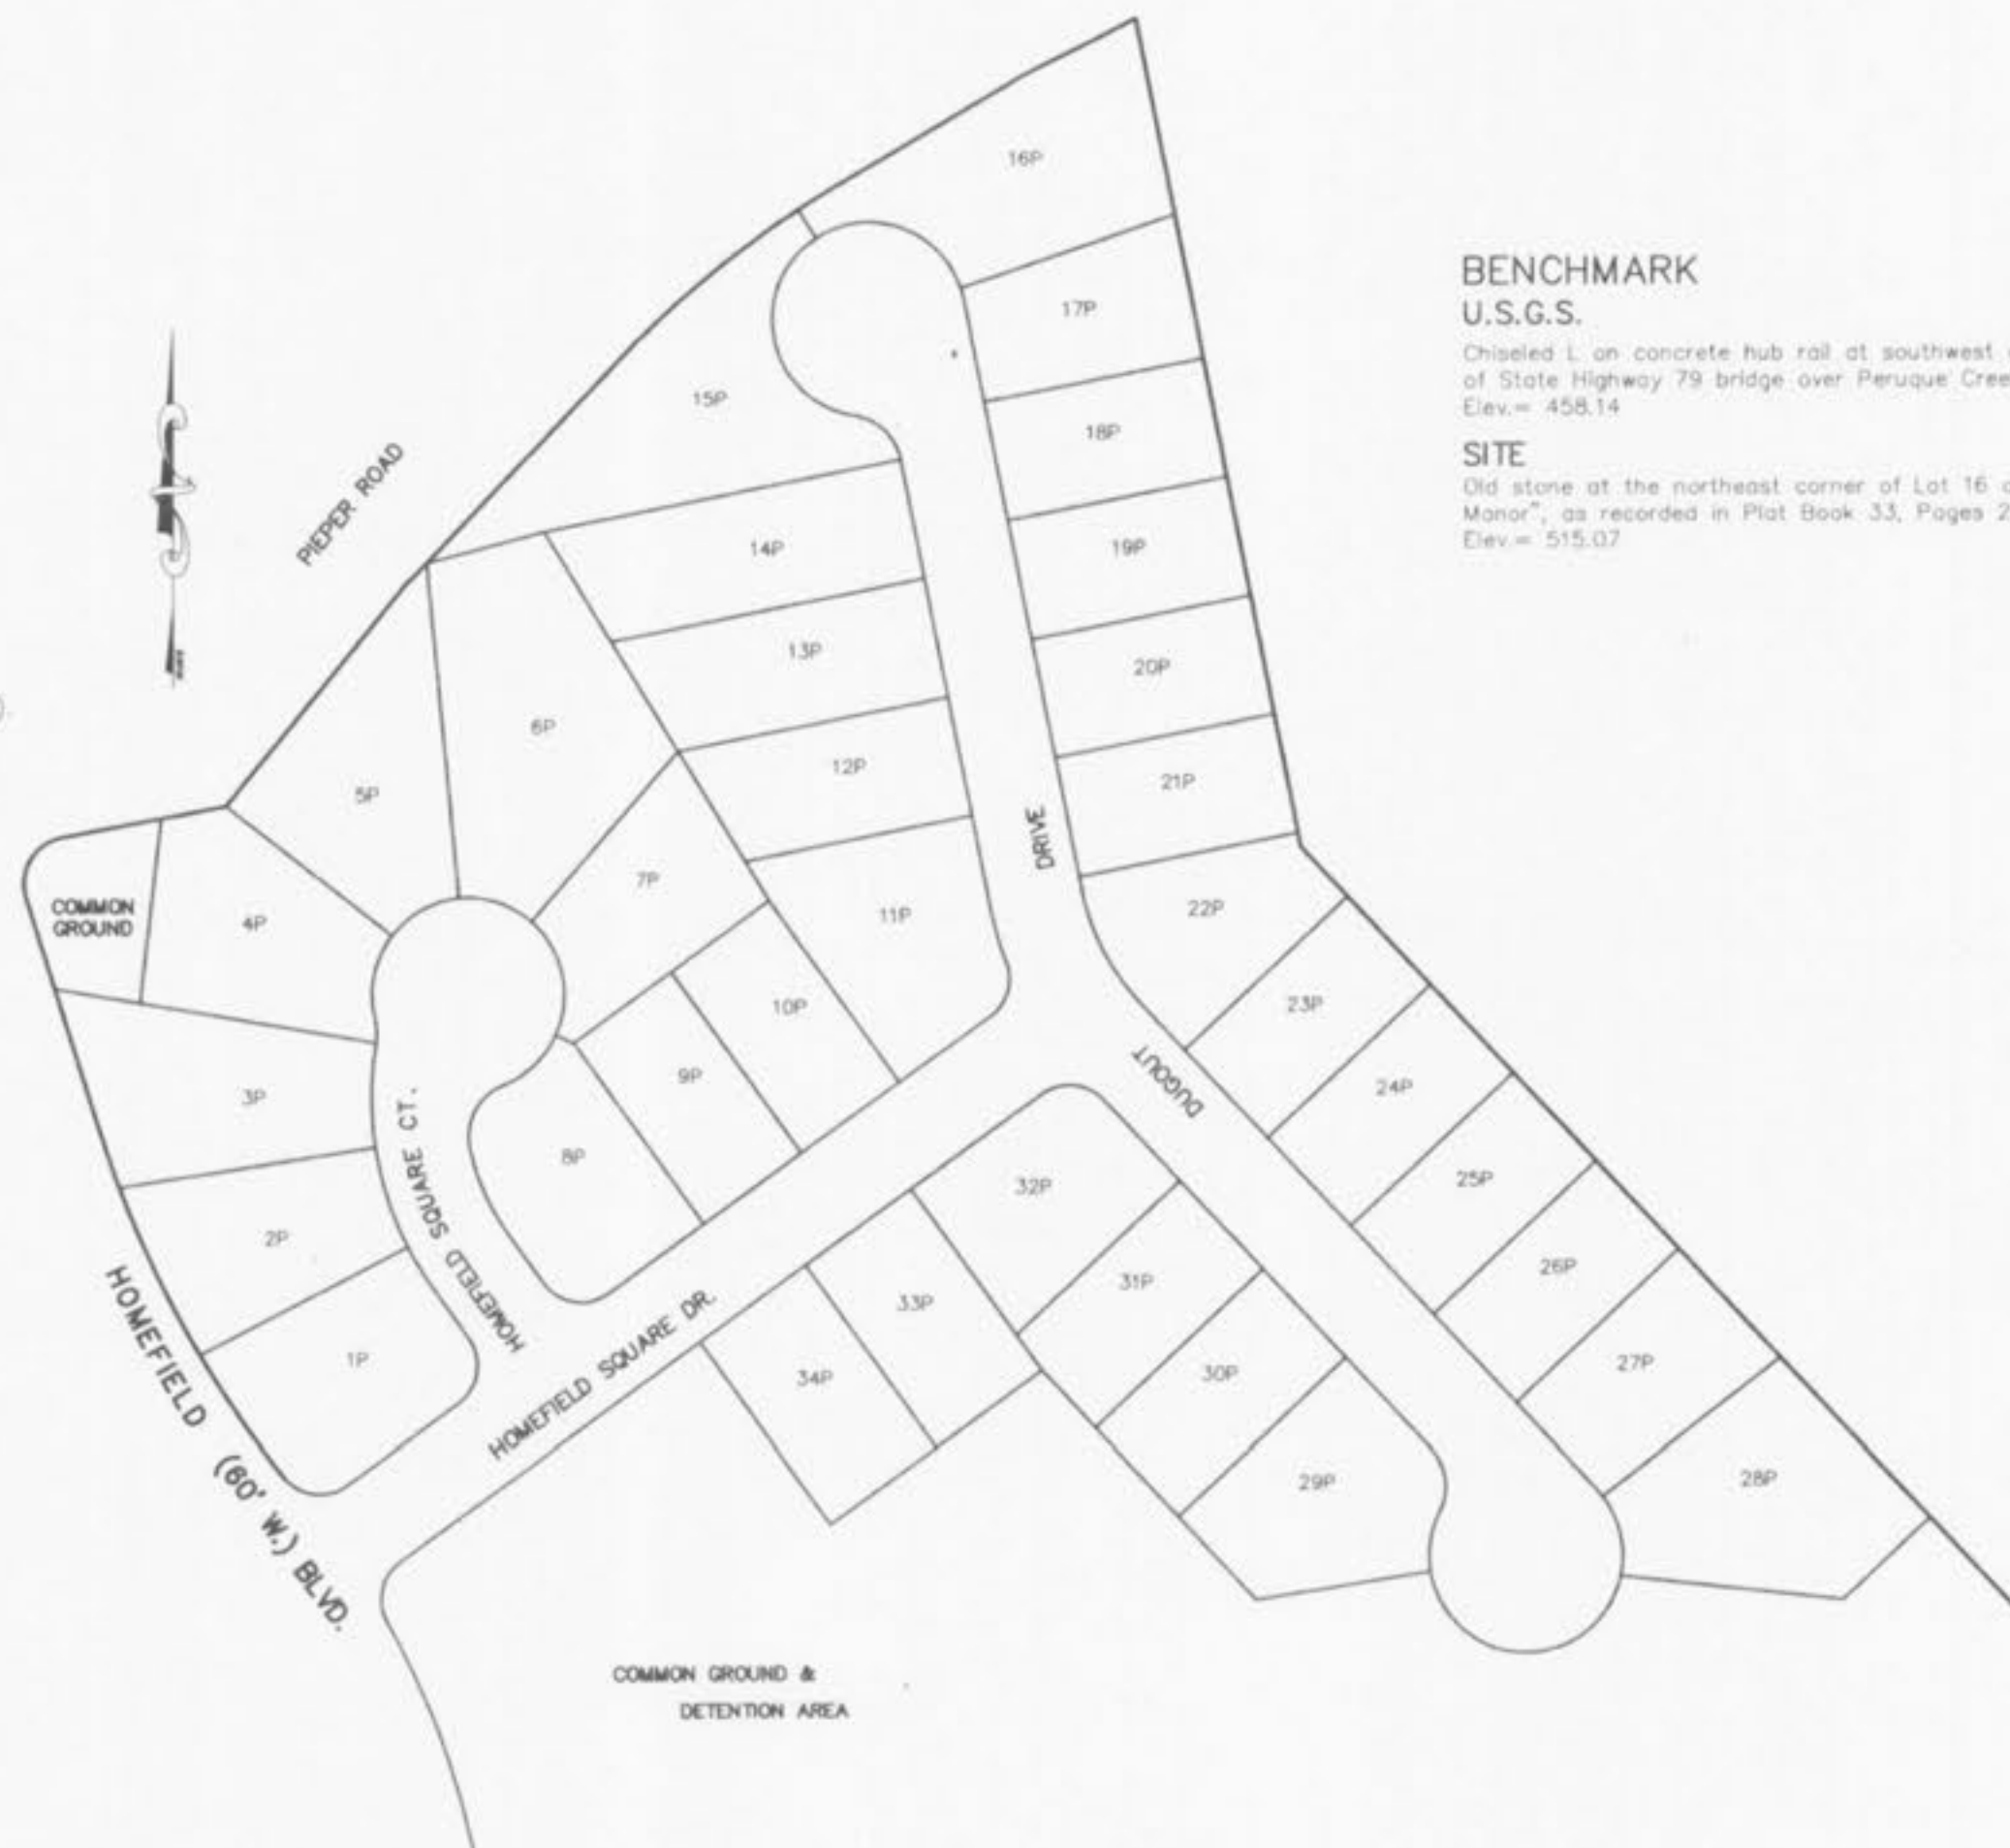 16P
BENCHMARK
U.S.G.S.
Chiseled L on concrete hub rail at southwest
of State Highway 79 bridge over Peruque Cree
Elev.= 458.14
SITE
Old stone at the northeast corner of Lot 16
Manor", as recorded in Plat Book 33, Pages 2
Elev.= 515.07
17P
15P
18P
PIEPER ROAD
14P
19P
13P
20P
6P
12P
21P
5P
DRIVE
7P
COMMON
GROUND
4P
11P
22P
10P
23P
9P
3P
24P
DUGOUT
8P
HOMEFIELD SQUARE CT.
25P
32P
2P
26P
31P
33P
HOMEFIELD SQUARE DR.
1P
34P
30P
27P
29P
28P
HOMEFIELD (60' W.) BLVD.
COMMON GROUND &
DETENTION AREA